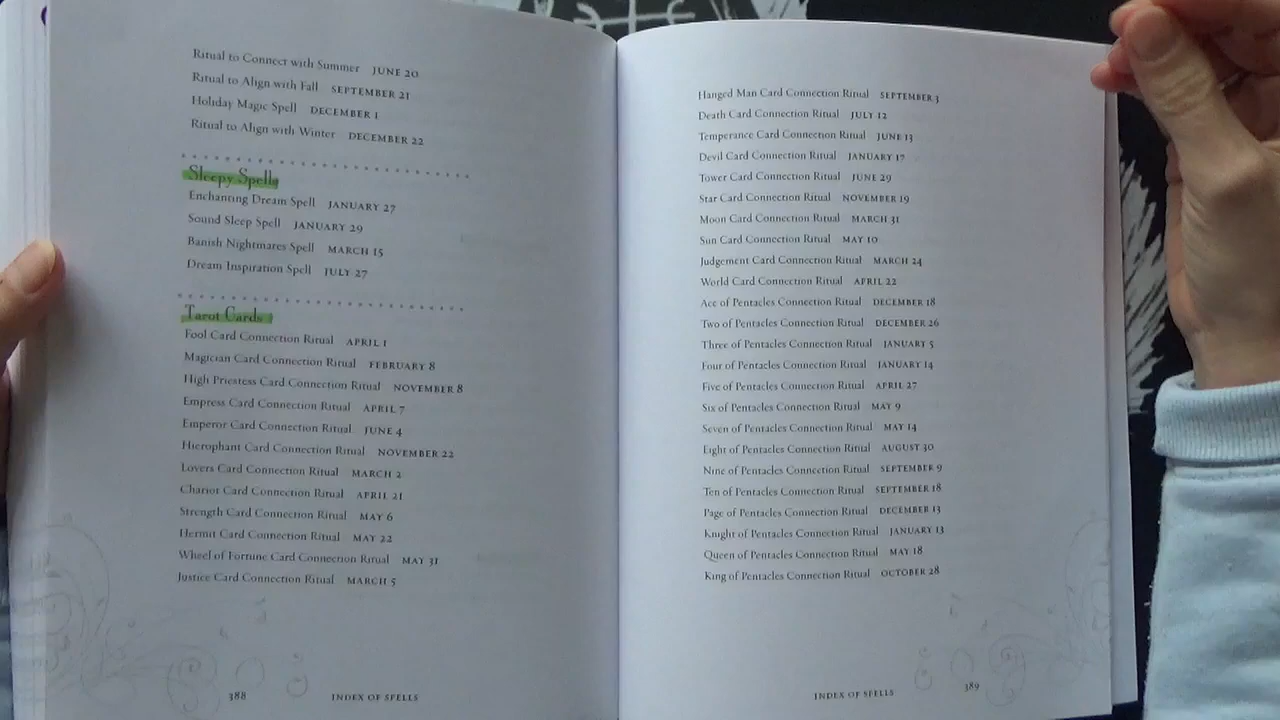 Ritual to Connect with Summer JUNE 20
Ritual to Align with Fall SEPTEMBER 21
Holiday Magic Spell DECEMBER 1
Ritual to Align with Winter DECEMBER 22
Sleepy Spells
Enchanting Dream Spell JANUARY 27
Sound Sleep Spell JANUARY 29
Banish Nightmares Spell MARCH 15
Dream Inspiration Spell JULY 27
Tarot Cards
Fool Card Connection Ritual APRIL 1
Magician Card Connection Ritual FEBRUARY 8
High Priestess Card Connection Ritual NOVEMBER 8
Empress Card Connection Ritual APRIL 7
Emperor Card Connection Ritual JUNE 4
Hierophant Card Connection Ritual NOVEMBER 22
Lovers Card Connection Ritual MARCH 2
Chariot Card Connection Ritual APRIL 21
Strength Card Connection Ritual MAY 6
Hermit Card Connection Ritual MAY 22
Wheel of Fortune Card Connection Ritual MAY 31
Justice Card Connection Ritual MARCH 5
388 INDEX OF SPELLS
Hanged Man Card Connection Ritual SEPTEMBER 3
Death Card Connection Ritual JULY 12
Temperance Card Connection Ritual JUNE 13
Devil Card Connection Ritual JANUARY 17
Tower Card Connection Ritual JUNE 29
Star Card Connection Ritual NOVEMBER 19
Moon Card Connection Ritual MARCH 31
Sun Card Connection Ritual MAY 10
Judgement Card Connection Ritual MARCH 24
World Card Connection Ritual APRIL 22
Ace of Pentacles Connection Ritual DECEMBER 18
Two of Pentacles Connection Ritual DECEMBER 26
Three of Pentacles Connection Ritual JANUARY 5
Four of Pentacles Connection Ritual JANUARY 14
Five of Pentacles Connection Ritual APRIL 27
Six of Pentacles Connection Ritual MAY 9
Seven of Pentacles Connection Ritual MAY 14
Eight of Pentacles Connection Ritual AUGUST 30
Nine of Pentacles Connection Ritual SEPTEMBER 9
Ten of Pentacles Connection Ritual SEPTEMBER 18
Page of Pentacles Connection Ritual DECEMBER 13
Knight of Pentacles Connection Ritual JANUARY 13
Queen of Pentacles Connection Ritual MAY 18
King of Pentacles Connection Ritual OCTOBER 28
INDEX OF SPELLS 389